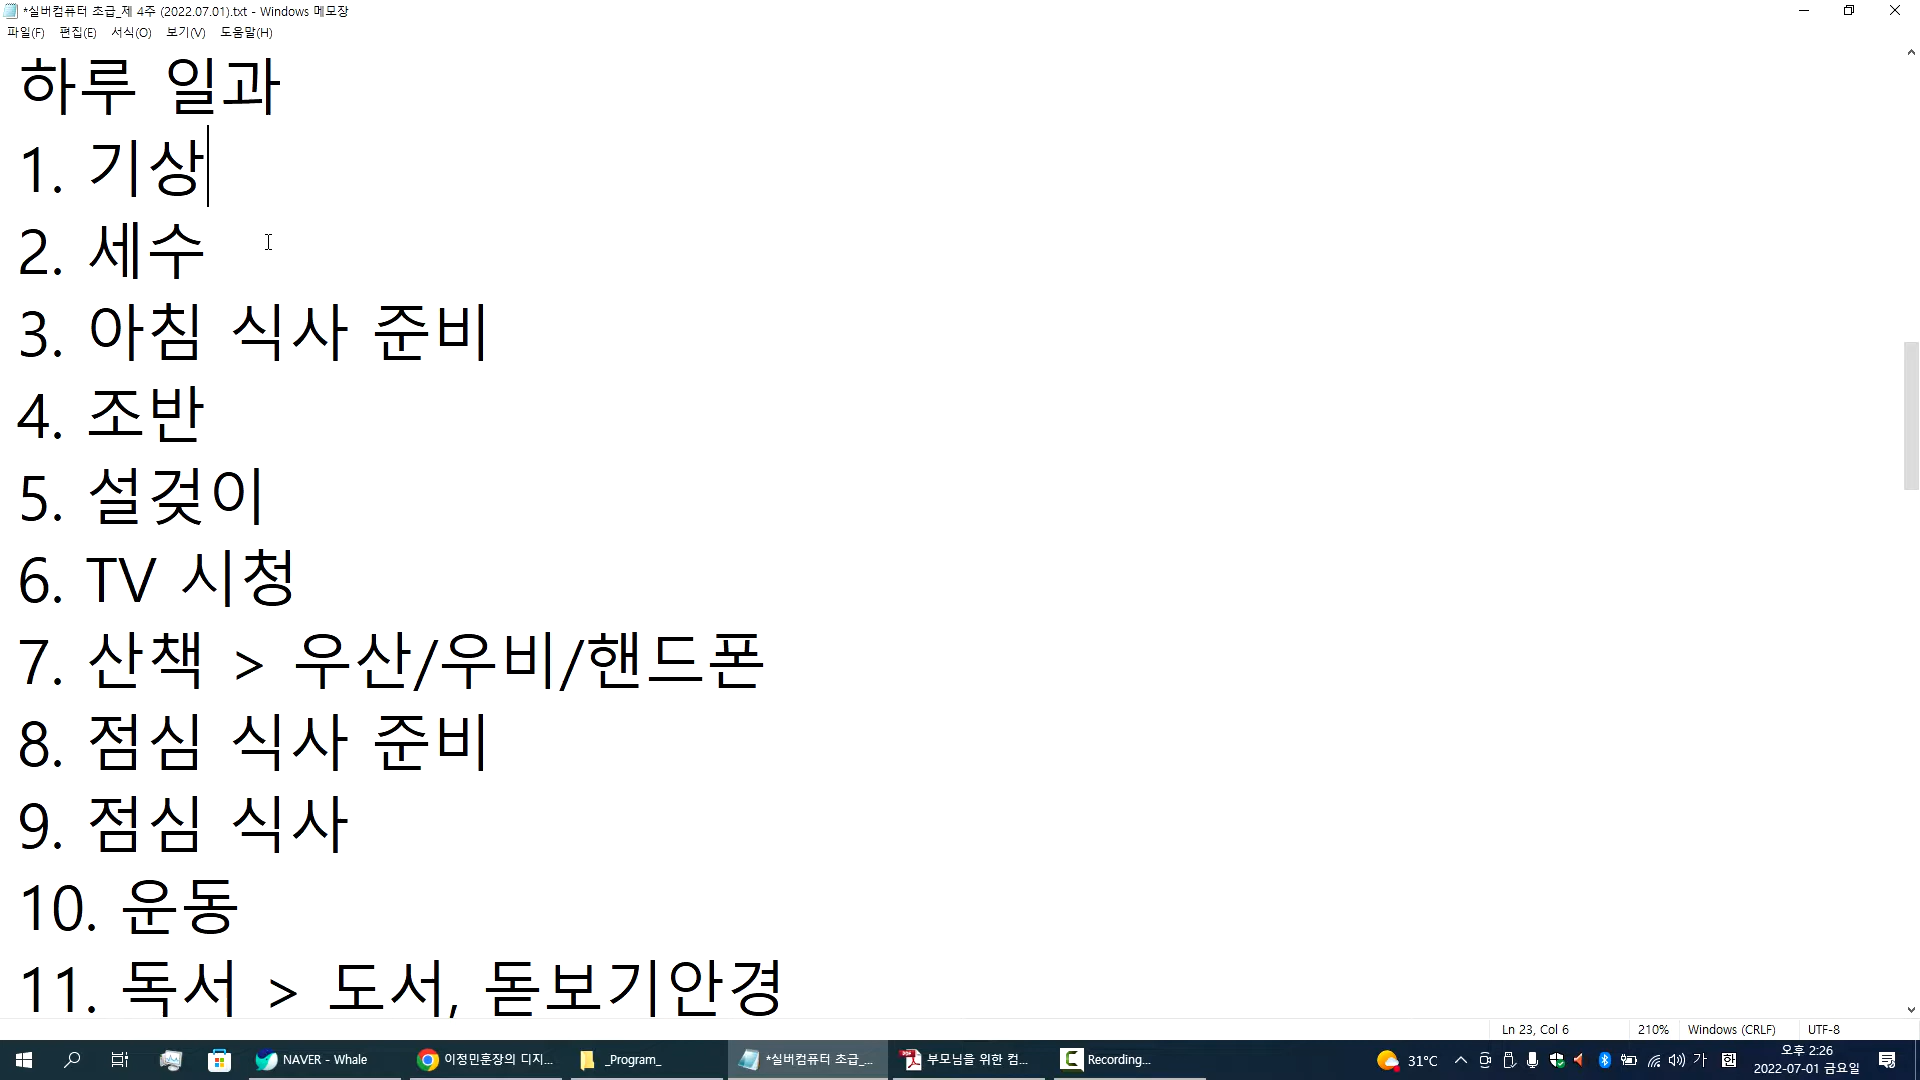 *실버컴퓨터 초급_제 4주 (2022.07.01).txt - Windows 메모장
파일(F) 편집(E) 서식(O) 보기(V) 도움말(H)
하루 일과
1. 기상
2. 세수
3. 아침 식사 준비
4. 조반
5. 설겆이
6. TV 시청
7. 산책 > 우산/우비/핸드폰
8. 점심 식사 준비
9. 점심 식사
10. 운동
11. 독서 > 도서, 돋보기안경
Ln 23, Col 6 210% Windows (CRLF) UTF-8
NAVER - Whale 이정민훈장의 디지... _Program_ *실버컴퓨터 초급_... 부모님을 위한 컴... Recording... 31°C 가 한 오후 2:26
2022-07-01 금요일